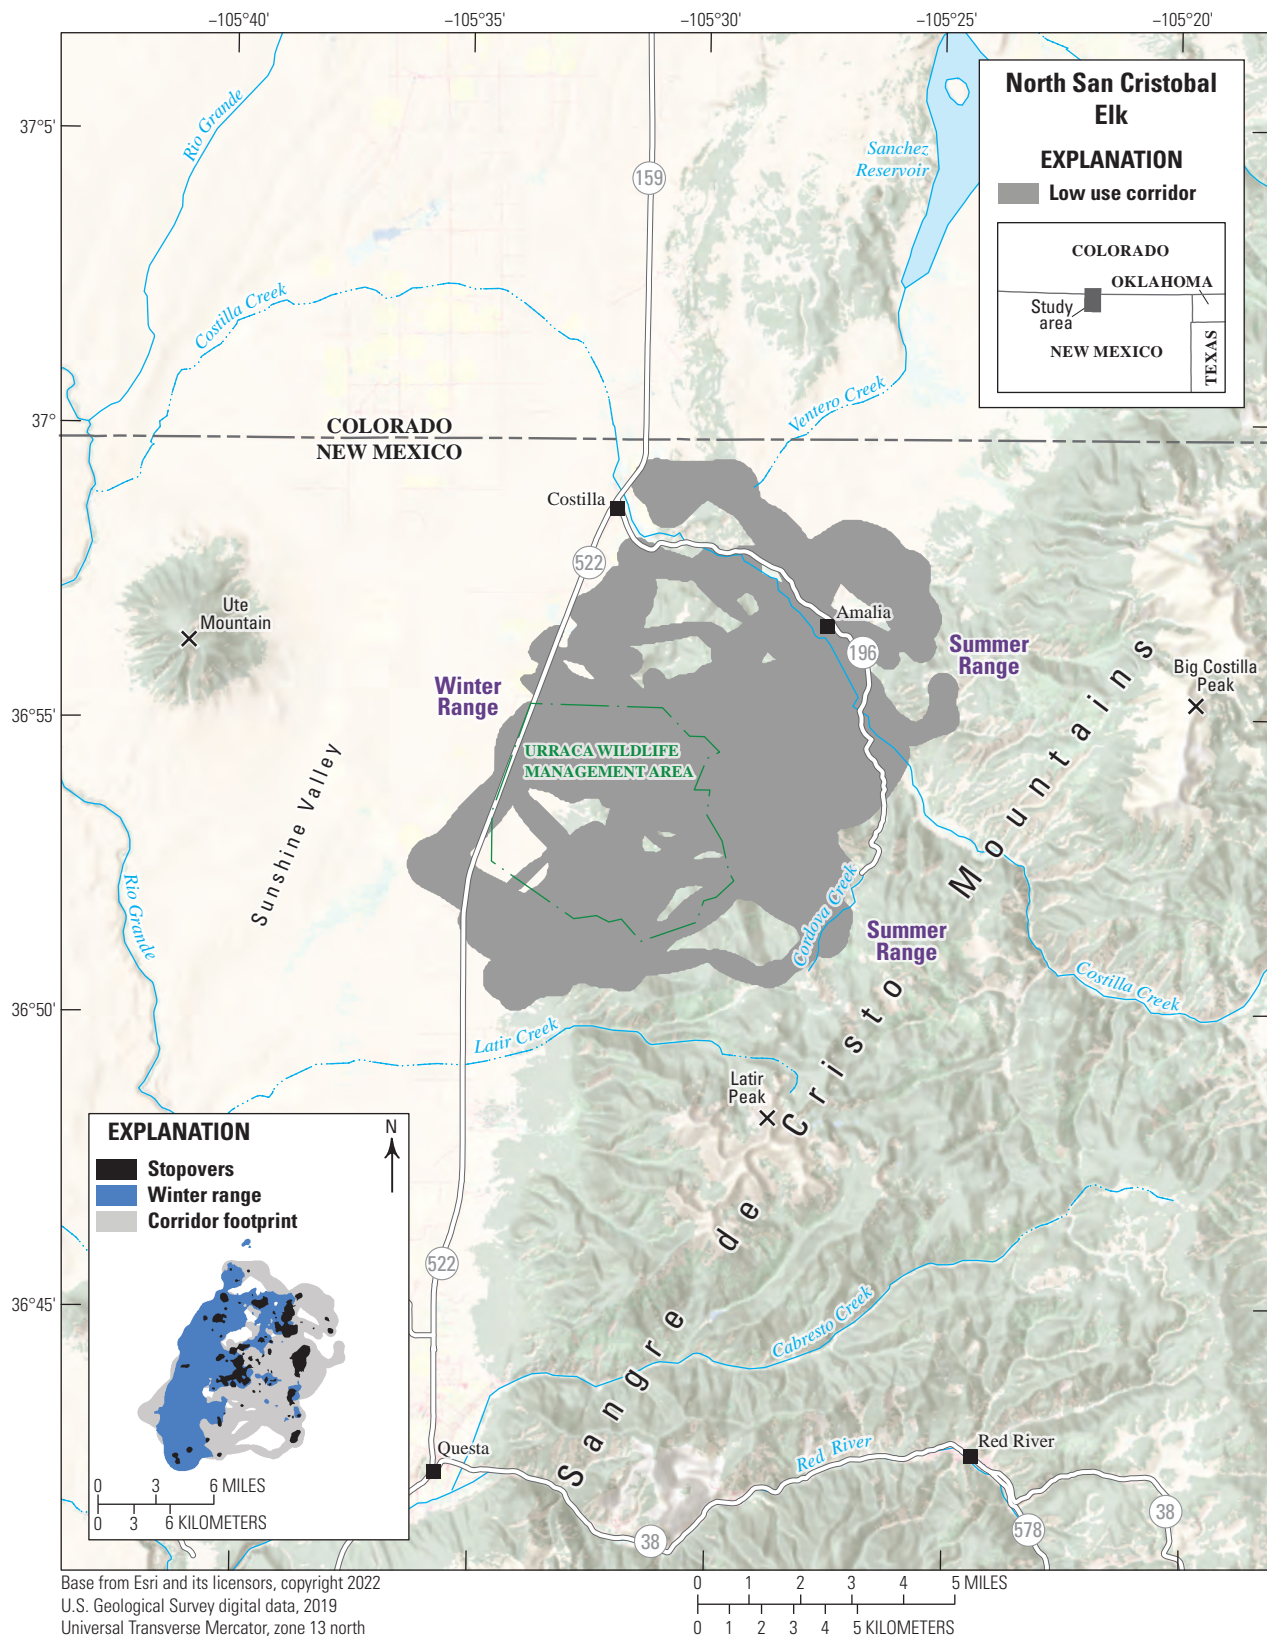 −105°40'
−105°35'
−105°30'
−105°25'
−105°20'
37°5'
37°
36°55'
36°50'
36°45'
North San Cristobal
Elk
EXPLANATION
Low use corridor
COLORADO
OKLAHOMA
Study
area
NEW MEXICO
TEXAS
Rio Grande
159
Sanchez
Reservoir
Costilla Creek
Ventero Creek
COLORADO
NEW MEXICO
Costilla
522
Ute
Mountain
Amalia
196
Summer
Range
Big Costilla
Peak
Winter
Range
URRACA WILDLIFE
MANAGEMENT AREA
Sunshine Valley
Rio Grande
Cordova Creek
Summer
Range
Costilla Creek
Sangre de Cristo Mountains
Latir Creek
Latir
Peak
EXPLANATION
N
Stopovers
Winter range
Corridor footprint
0 3 6 MILES
0 3 6 KILOMETERS
522
Cabresto Creek
Questa
Red River
Red River
38
578
38
Base from Esri and its licensors, copyright 2022
U.S. Geological Survey digital data, 2019
Universal Transverse Mercator, zone 13 north
0 1 2 3 4 5 MILES
0 1 2 3 4 5 KILOMETERS